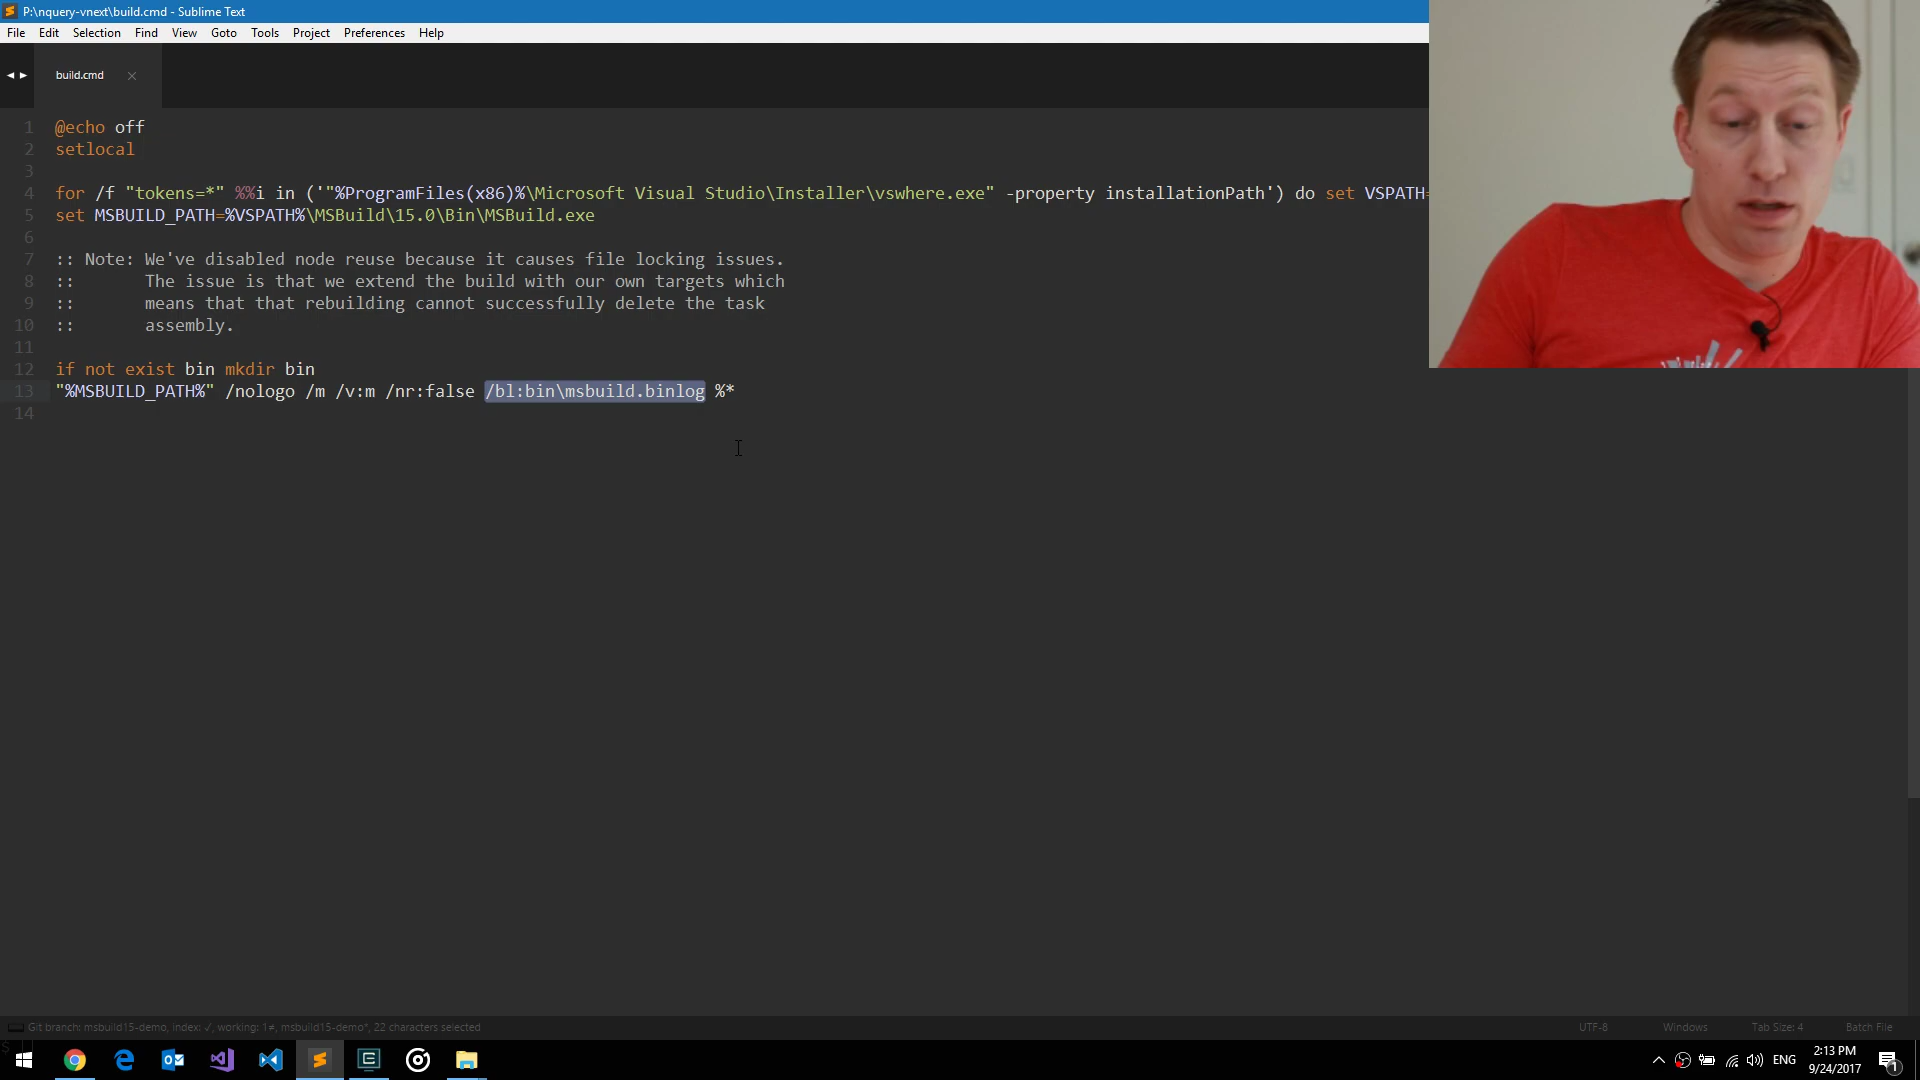 P:\nquery-vnext\build.cmd - Sublime Text
File Edit Selection Find View Goto Tools Project Preferences Help
build.cmd
1 @echo off
2 setlocal
3
4 for /f "tokens=*" %%i in ('"%ProgramFiles(x86)%\Microsoft Visual Studio\Installer\vswhere.exe" -property installationPath') do set VSPATH=
5 set MSBUILD_PATH=%VSPATH%\MSBuild\15.0\Bin\MSBuild.exe
6
7 :: Note: We've disabled node reuse because it causes file locking issues.
8 :: The issue is that we extend the build with our own targets which
9 :: means that that rebuilding cannot successfully delete the task
10 :: assembly.
11
12 if not exist bin mkdir bin
13 "%MSBUILD_PATH%" /nologo /m /v:m /nr:false /bl:bin\msbuild.binlog %*
14
Git branch: msbuild15-demo, index: ✓, working: 1≠, msbuild15-demo*, 22 characters selected
UTF-8 Windows Tab Size: 4 Batch File
ENG
2:13 PM
9/24/2017
1